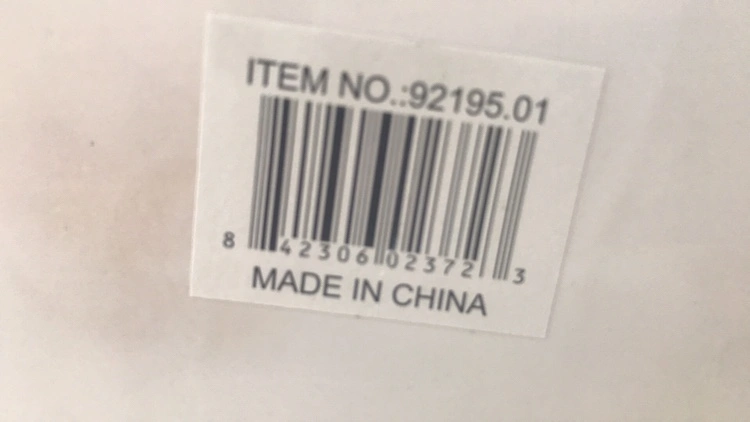 ITEM NO.:92195.01
8 42306 02372 3
MADE IN CHINA